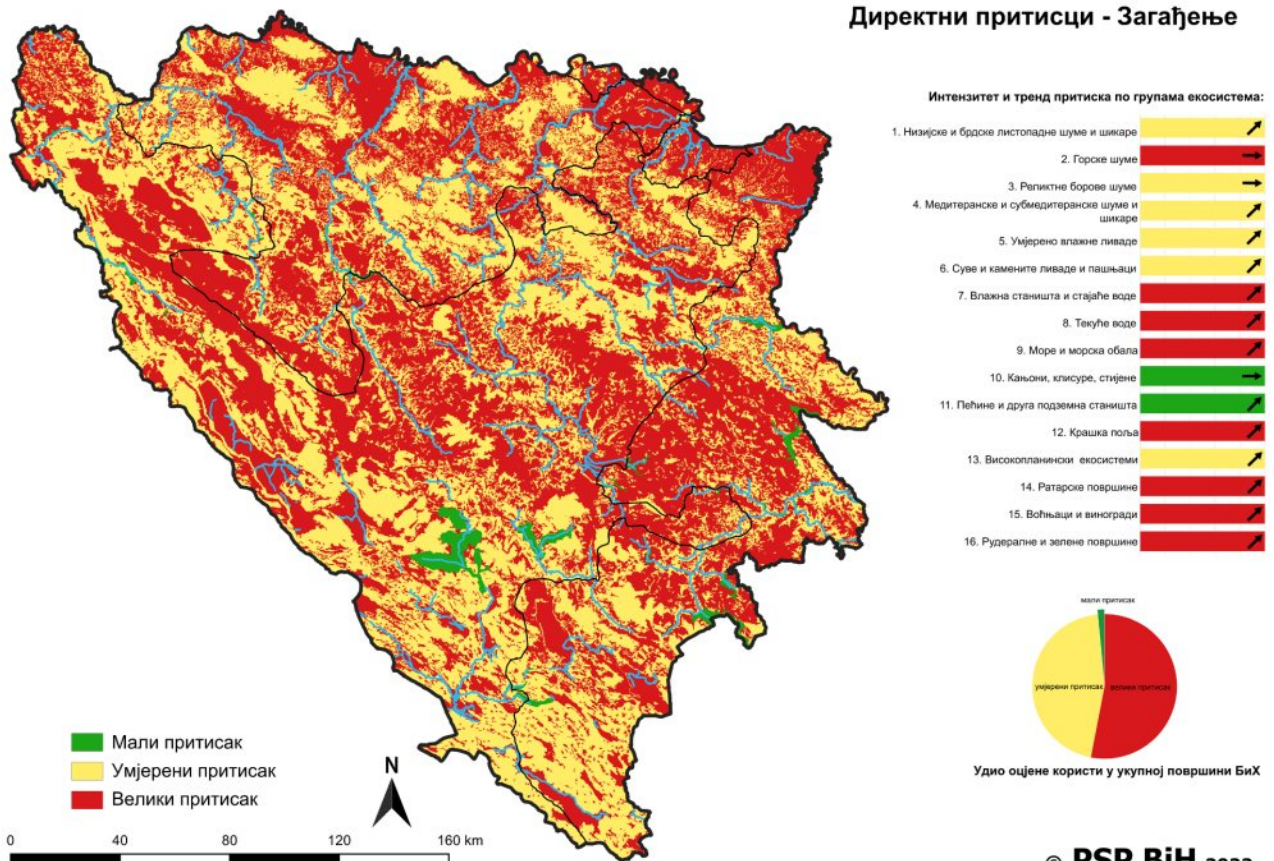 Директни притисци - Загађење
Интензитет и тренд притиска по групама екосистема:
1. Низијске и брдске листопадне шуме и шикаре
2. Горске шуме
3. Реликтне борове шуме
4. Медитеранске и субмедитеранске шуме и
шикаре
5. Умјерено влажне ливаде
6. Суве и камените ливаде и пашњаци
7. Влажна станишта и стајаће воде
8. Текуће воде
9. Море и морска обала
10. Кањони, клисуре, стијене
11. Пећине и друга подземна станишта
12. Крашка поља
13. Високопланински екосистеми
14. Ратарске површине
15. Воћњаци и виногради
16. Рудералне и зелене површине
мали притисак
умјерени притисак
велики притисак
Удио оцјене користи у укупној површини БиХ
Мали притисак
Умјерени притисак
Велики притисак
N
0 40 80 120 160 km
© PSP BiH 2023